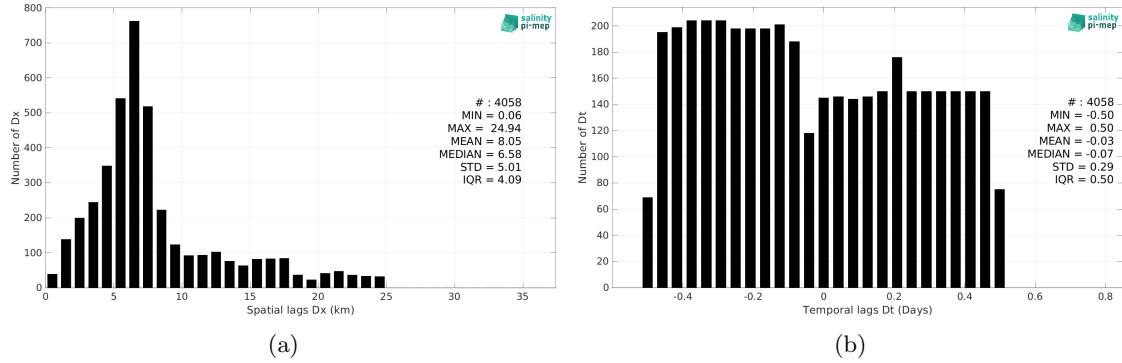 800
700
600
500
400
300
200
100
0
Number of Dx
0 5 10 15 20 25 30 35
Spatial lags Dx (km)
salinity
pi-mep
# : 4058
MIN = 0.06
MAX = 24.94
MEAN = 8.05
MEDIAN = 6.58
STD = 5.01
IQR = 4.09
(a)
200
180
160
140
120
100
80
60
40
20
0
Number of Dt
-0.4 -0.2 0 0.2 0.4 0.6 0.8
Temporal lags Dt (Days)
salinity
pi-mep
# : 4058
MIN = -0.50
MAX = 0.50
MEAN = -0.03
MEDIAN = -0.07
STD = 0.29
IQR = 0.50
(b)